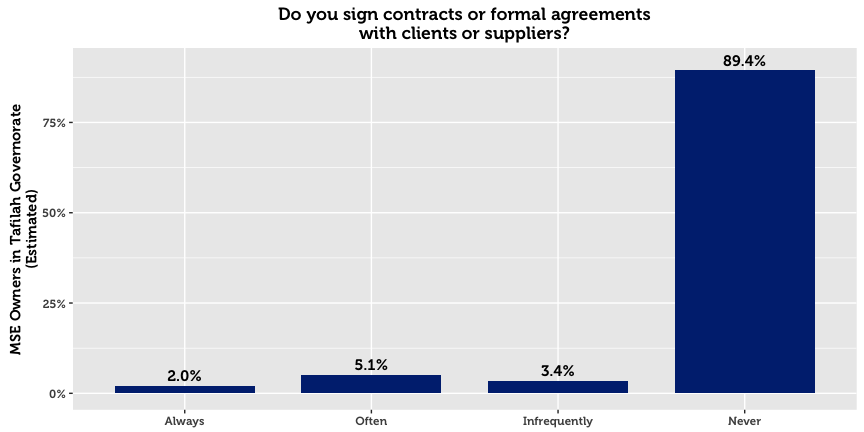 Do you sign contracts or formal agreements
with clients or suppliers?
MSE Owners in Tafilah Governorate
(Estimated)
75%
50%
25%
0%
2.0%
5.1%
3.4%
89.4%
Always
Often
Infrequently
Never